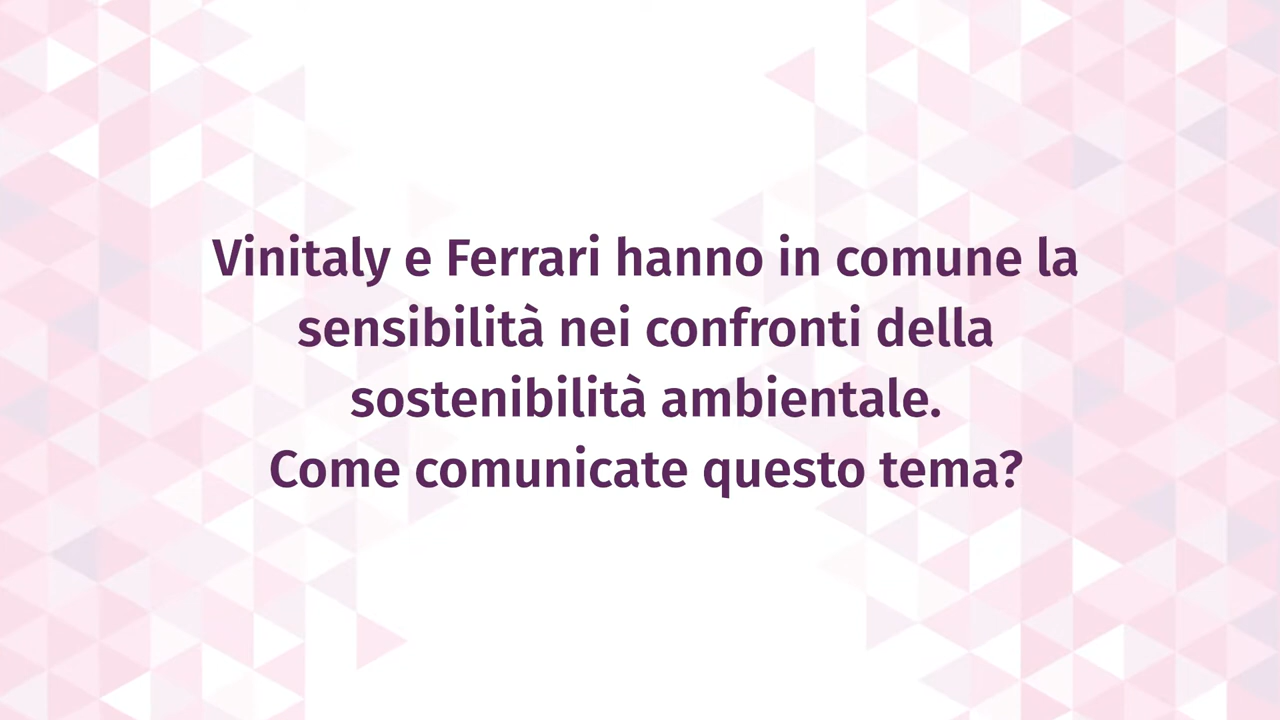 Vinitaly e Ferrari hanno in comune la
sensibilità nei confronti della
sostenibilità ambientale.
Come comunicate questo tema?